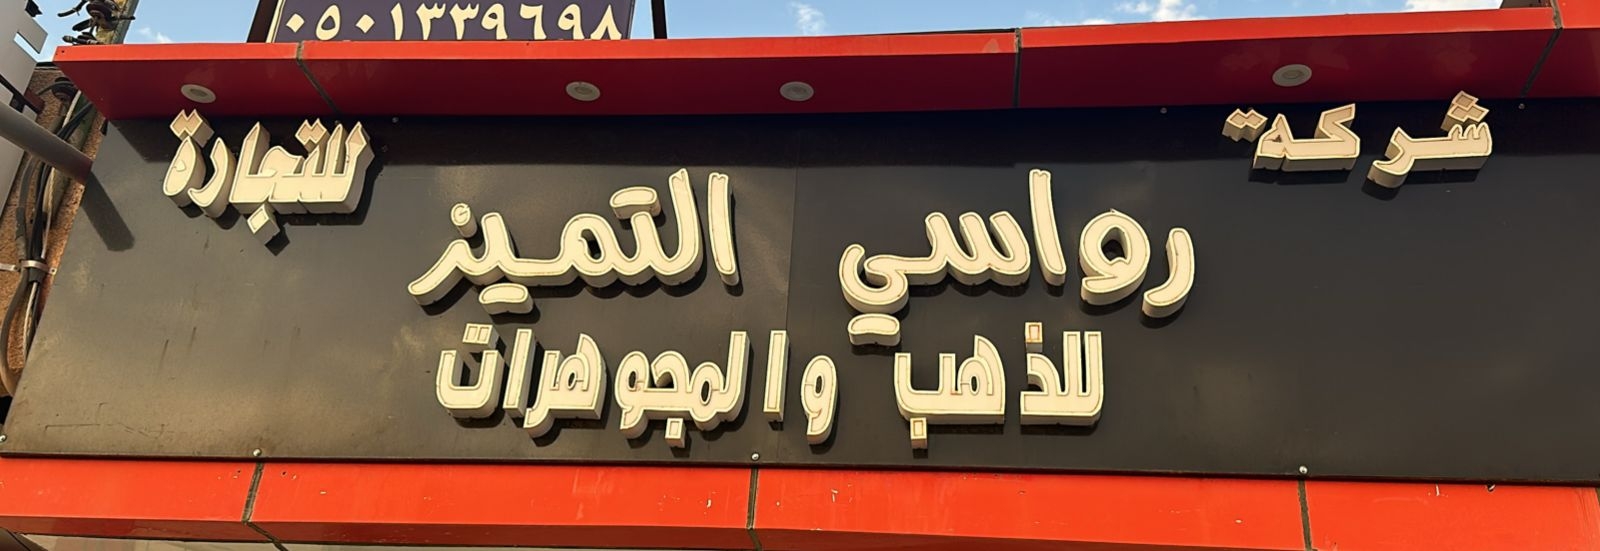 ٠٥٠١٣٣٩٦٩٨
شركة
رواسي التميز
للتجارة
للذهب والمجوهرات